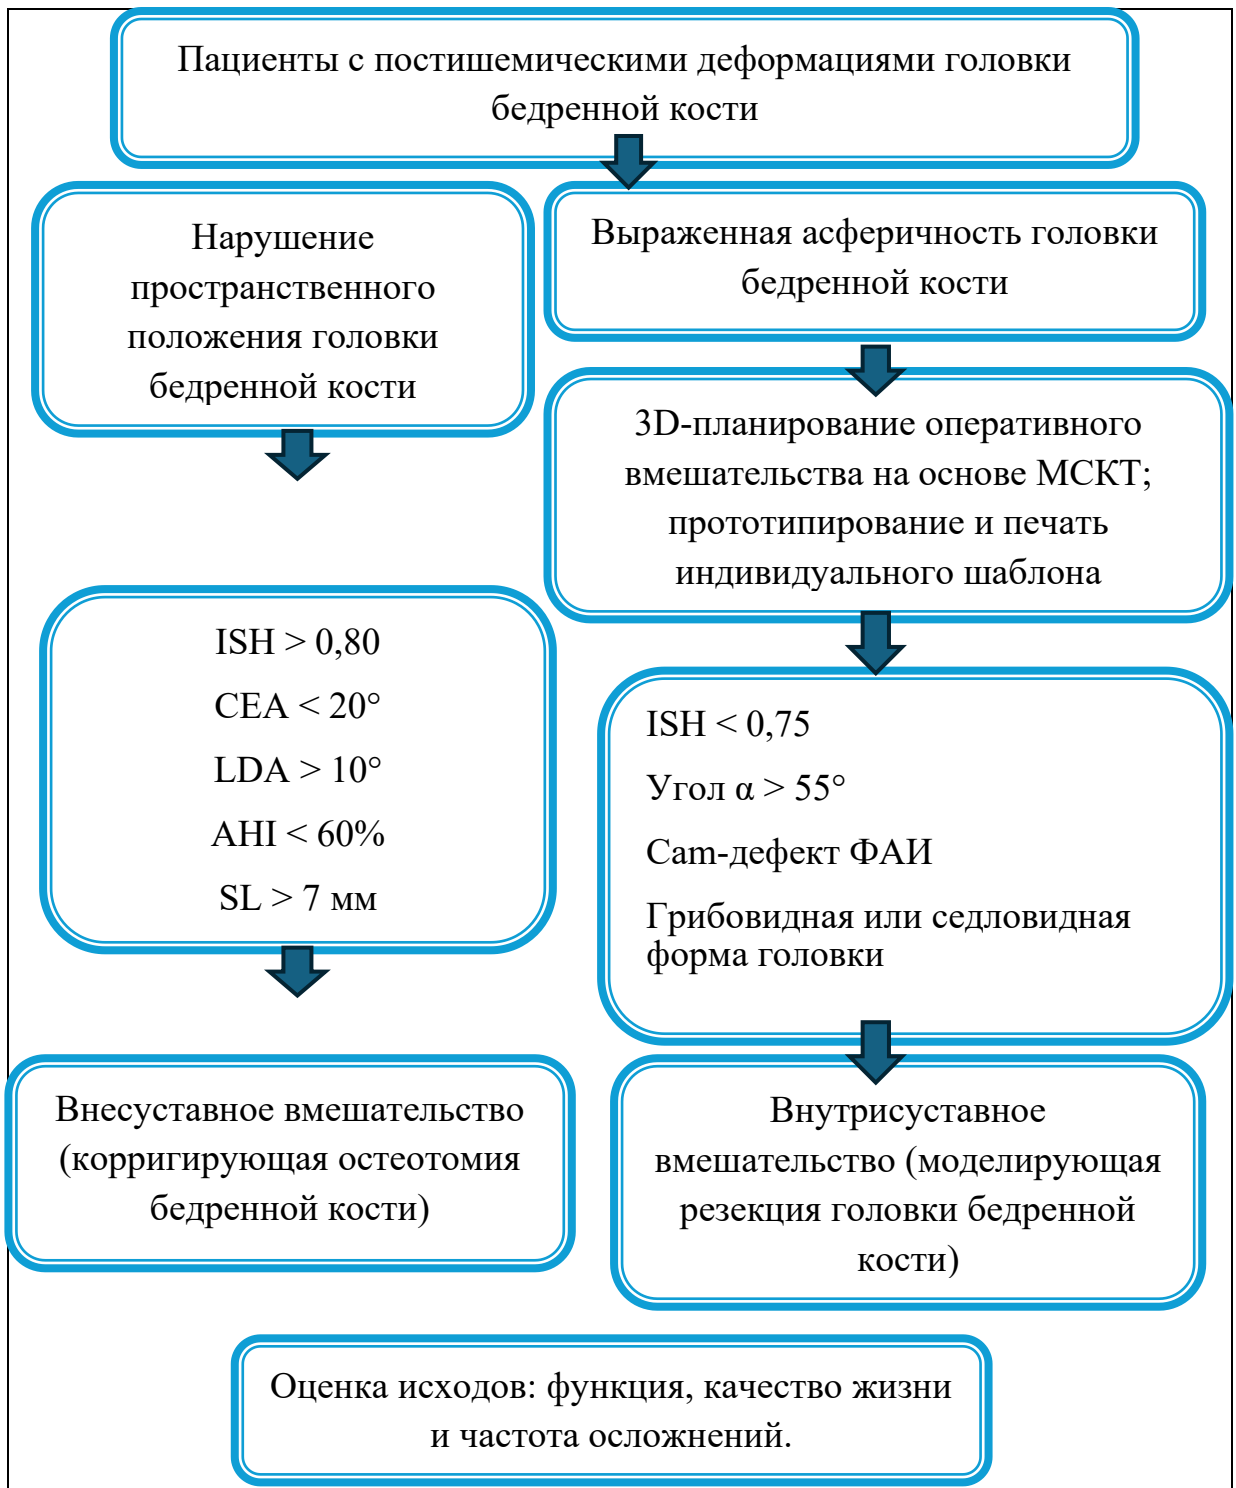 Пациенты с постишемическими деформациями головки
бедренной кости
Нарушение
пространственного
положения головки
бедренной кости
Выраженная асферичность головки
бедренной кости
3D-планирование оперативного
вмешательства на основе МСКТ;
прототипирование и печать
индивидуального шаблона
ISH > 0,80
CEA < 20°
LDA > 10°
AHI < 60%
SL > 7 мм
ISH < 0,75
Угол α > 55°
Cam-дефект ФАИ
Грибовидная или седловидная
форма головки
Внесуставное вмешательство
(корригирующая остеотомия
бедренной кости)
Внутрисуставное
вмешательство (моделирующая
резекция головки бедренной
кости)
Оценка исходов: функция, качество жизни
и частота осложнений.